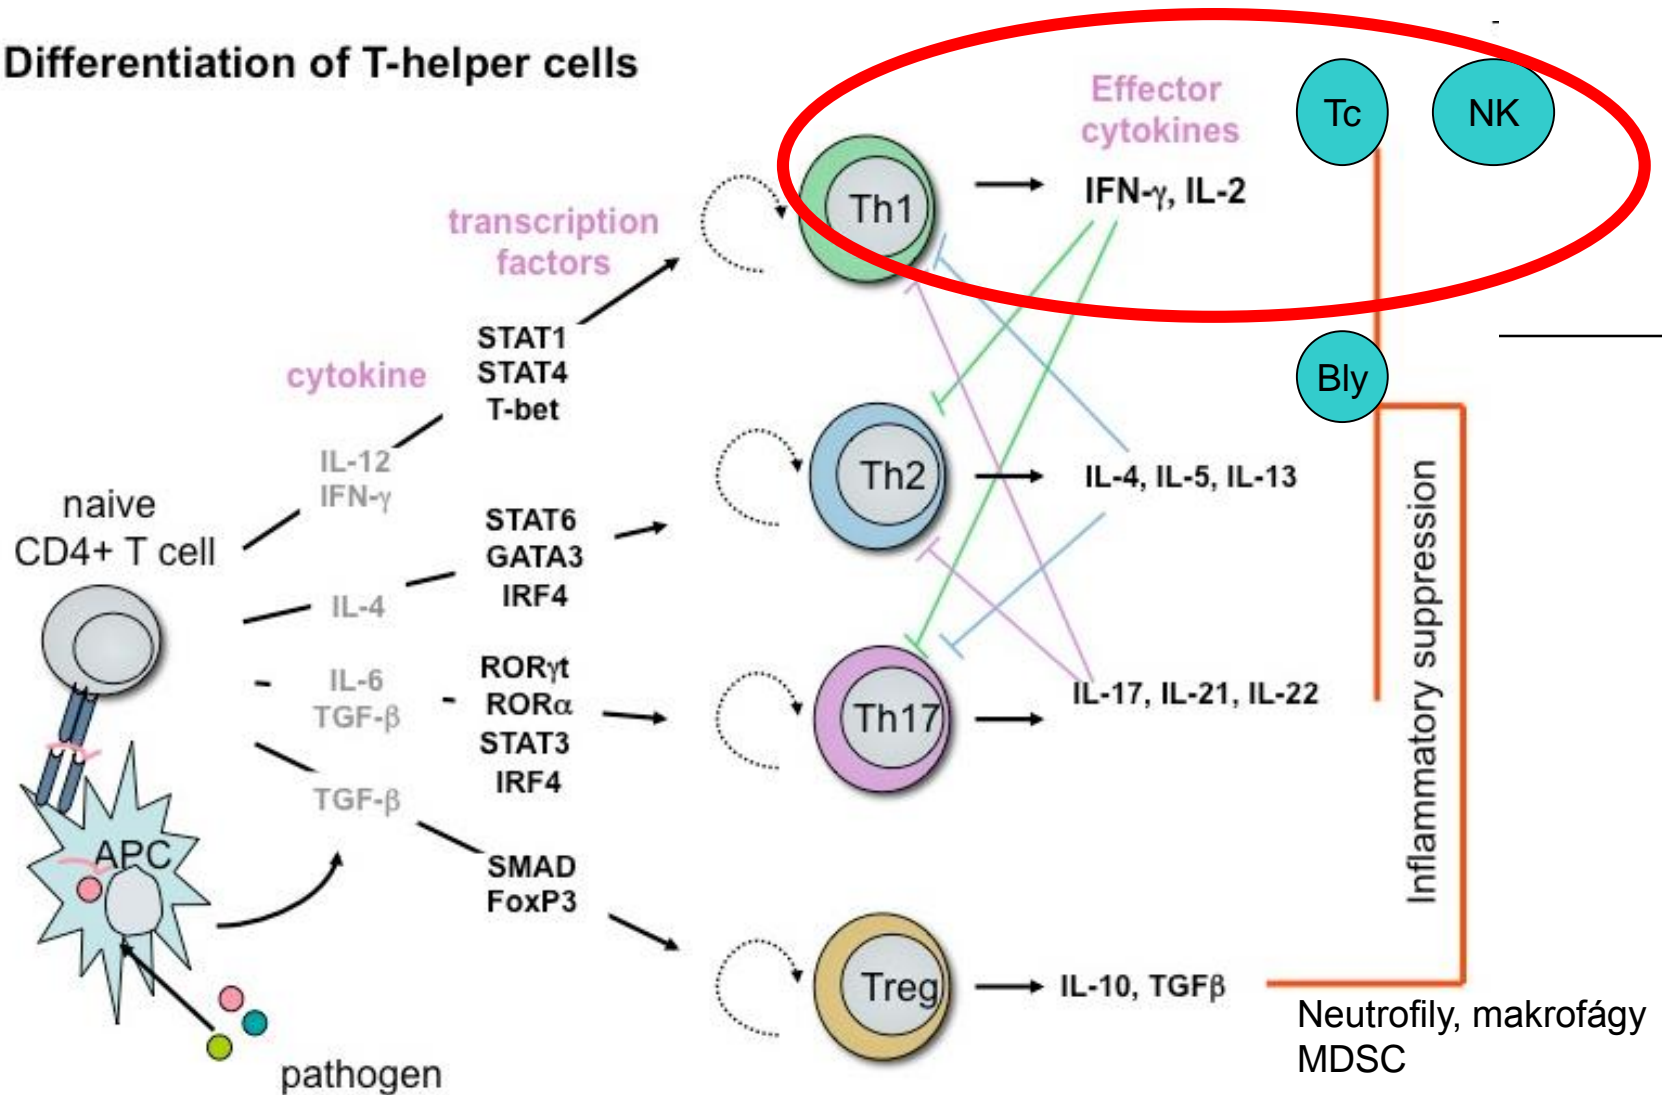 Differentiation of T-helper cells
Effector
cytokines
Tc
NK
Th1
IFN-γ, IL-2
transcription
factors
STAT1
STAT4
T-bet
cytokine
IL-12
IFN-γ
Bly
naive
CD4+ T cell
STAT6
GATA3
IRF4
IL-4
Th2
IL-4, IL-5, IL-13
IL-6
TGF-β
RORγt
RORα
STAT3
IRF4
Th17
IL-17, IL-21, IL-22
Inflammatory suppression
TGF-β
SMAD
FoxP3
APC
Treg
IL-10, TGFβ
Neutrofily, makrofágy
MDSC
pathogen